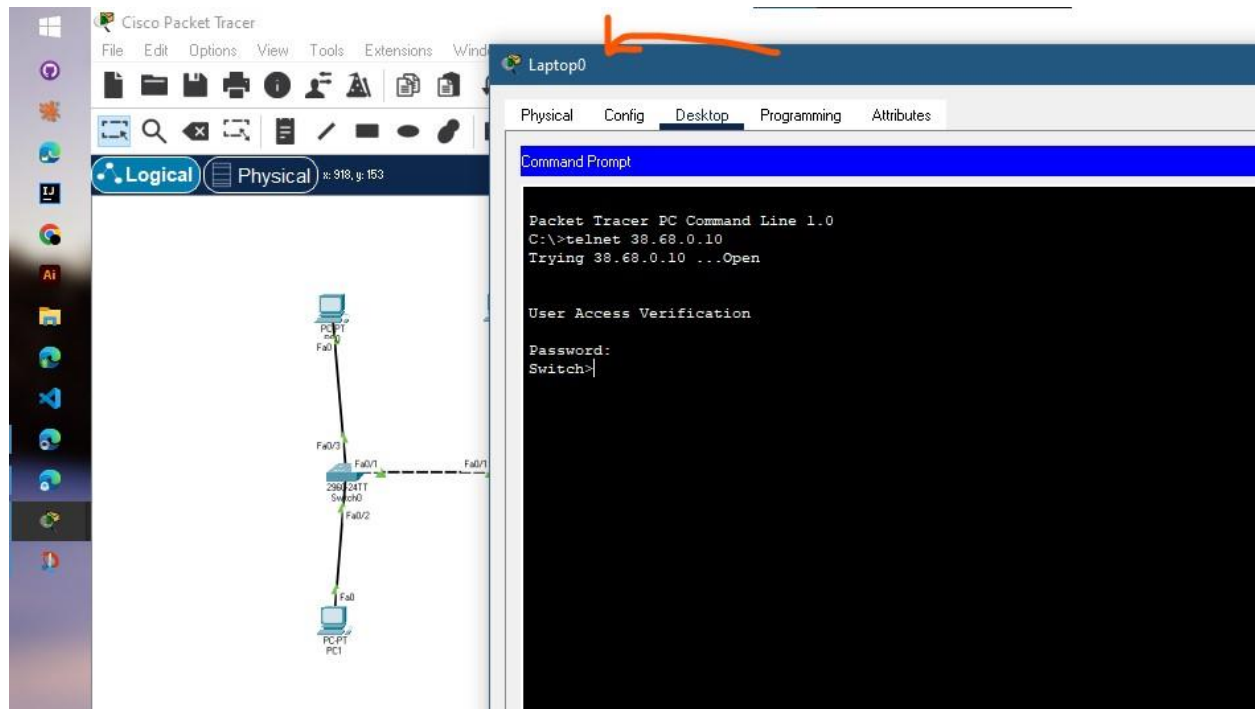 Cisco Packet Tracer
File Edit Options View Tools Extensions Wind
Logical Physical x: 918, y: 153
PC-PT
Fa0
Fa0/3
Fa0/1 Fa0/1
2960-24TT
Switch0
Fa0/2
Fa0
PC-PT
PC1
Laptop0
Physical Config Desktop Programming Attributes
Command Prompt
Packet Tracer PC Command Line 1.0
C:\>telnet 38.68.0.10
Trying 38.68.0.10 ...Open
User Access Verification
Password:
Switch>